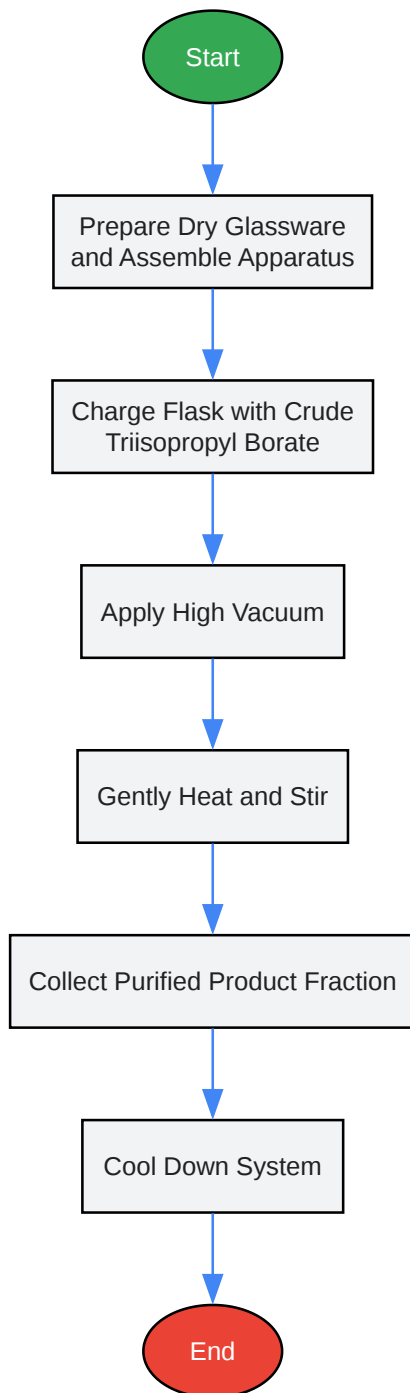 Start
Prepare Dry Glassware
and Assemble Apparatus
Charge Flask with Crude
Triisopropyl Borate
Apply High Vacuum
Gently Heat and Stir
Collect Purified Product Fraction
Cool Down System
End